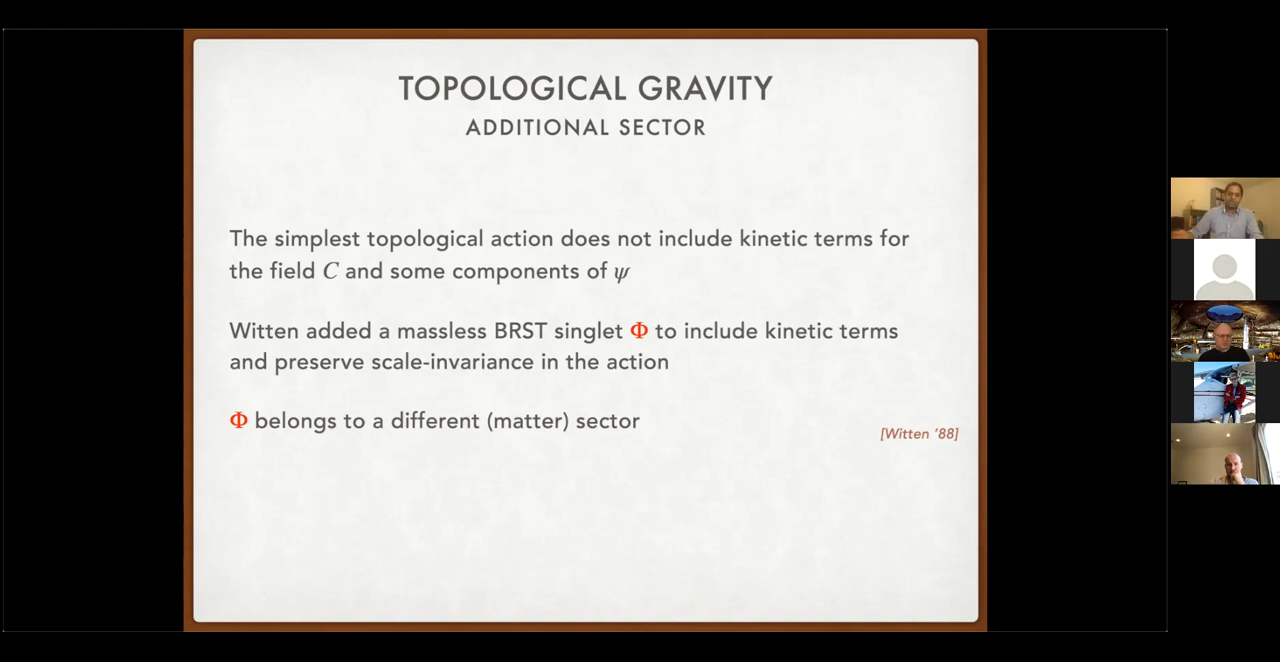 TOPOLOGICAL GRAVITY
ADDITIONAL SECTOR
The simplest topological action does not include kinetic terms for
the field C and some components of ψ
Witten added a massless BRST singlet Φ to include kinetic terms
and preserve scale-invariance in the action
Φ belongs to a different (matter) sector
[Witten ’88]